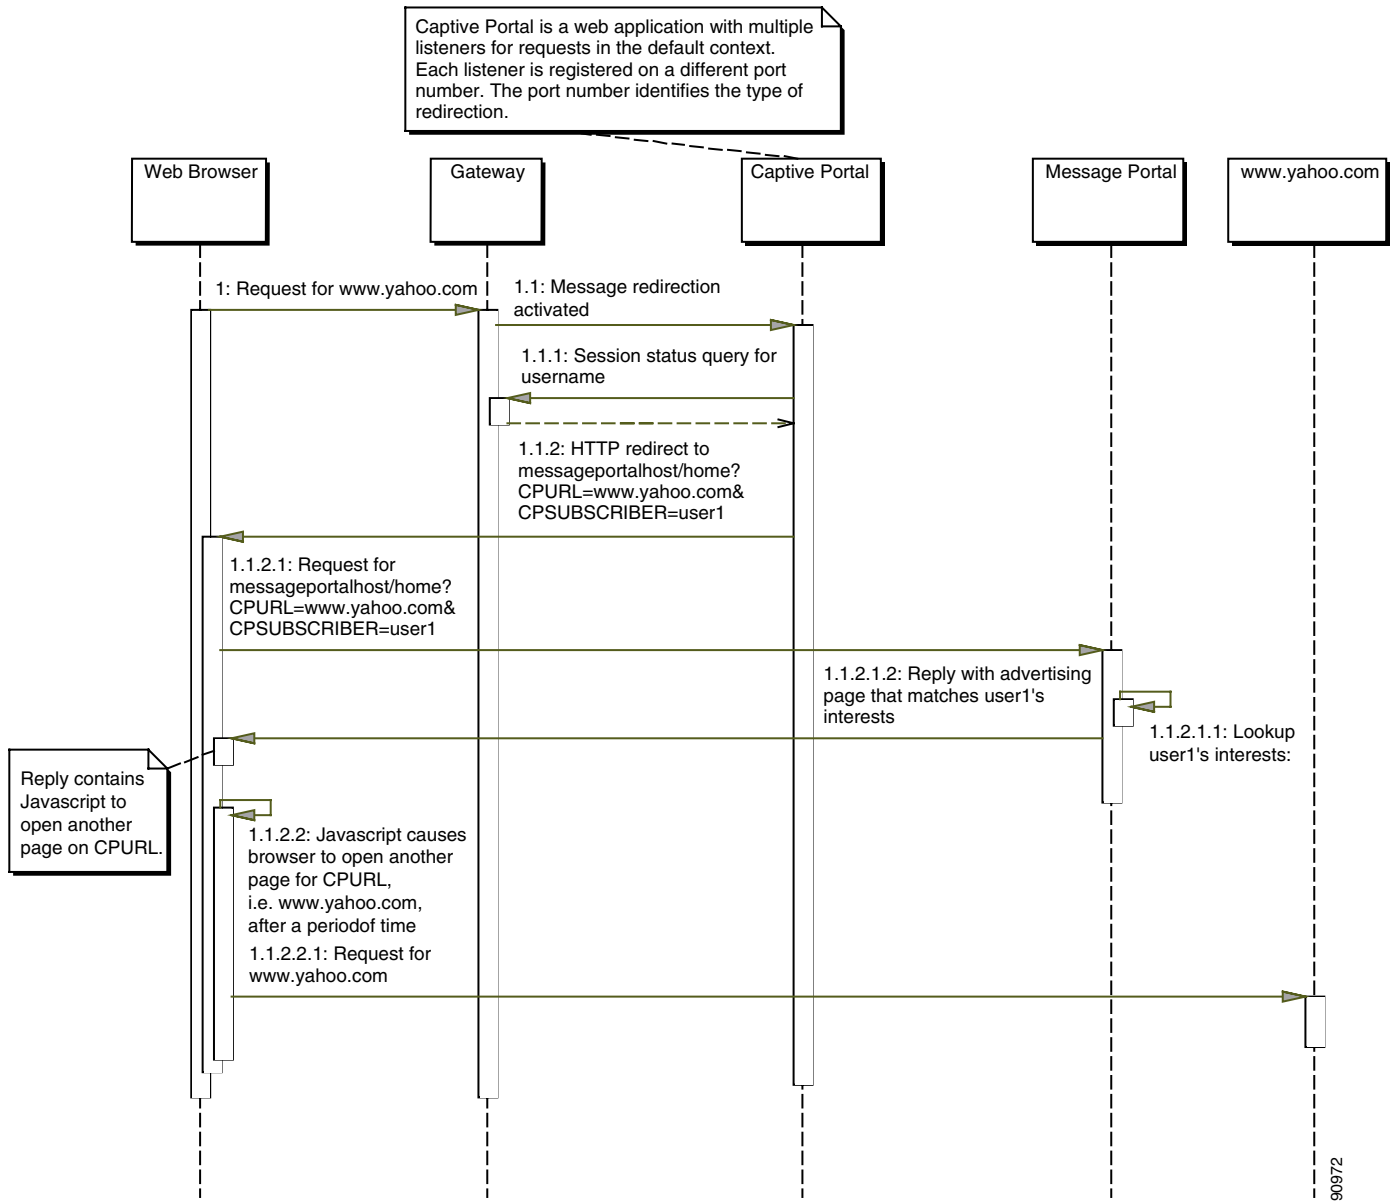 Captive Portal is a web application with multiple
listeners for requests in the default context.
Each listener is registered on a different port
number. The port number identifies the type of
redirection.
Web Browser
Gateway
Captive Portal
Message Portal
www.yahoo.com
1: Request for www.yahoo.com
1.1: Message redirection
activated
1.1.1: Session status query for
username
1.1.2: HTTP redirect to
messageportalhost/home?
CPURL=www.yahoo.com&
CPSUBSCRIBER=user1
1.1.2.1: Request for
messageportalhost/home?
CPURL=www.yahoo.com&
CPSUBSCRIBER=user1
1.1.2.1.2: Reply with advertising
page that matches user1's
interests
1.1.2.1.1: Lookup
user1's interests:
Reply contains
Javascript to
open another
page on CPURL.
1.1.2.2: Javascript causes
browser to open another
page for CPURL,
i.e. www.yahoo.com,
after a periodof time
1.1.2.2.1: Request for
www.yahoo.com
90972